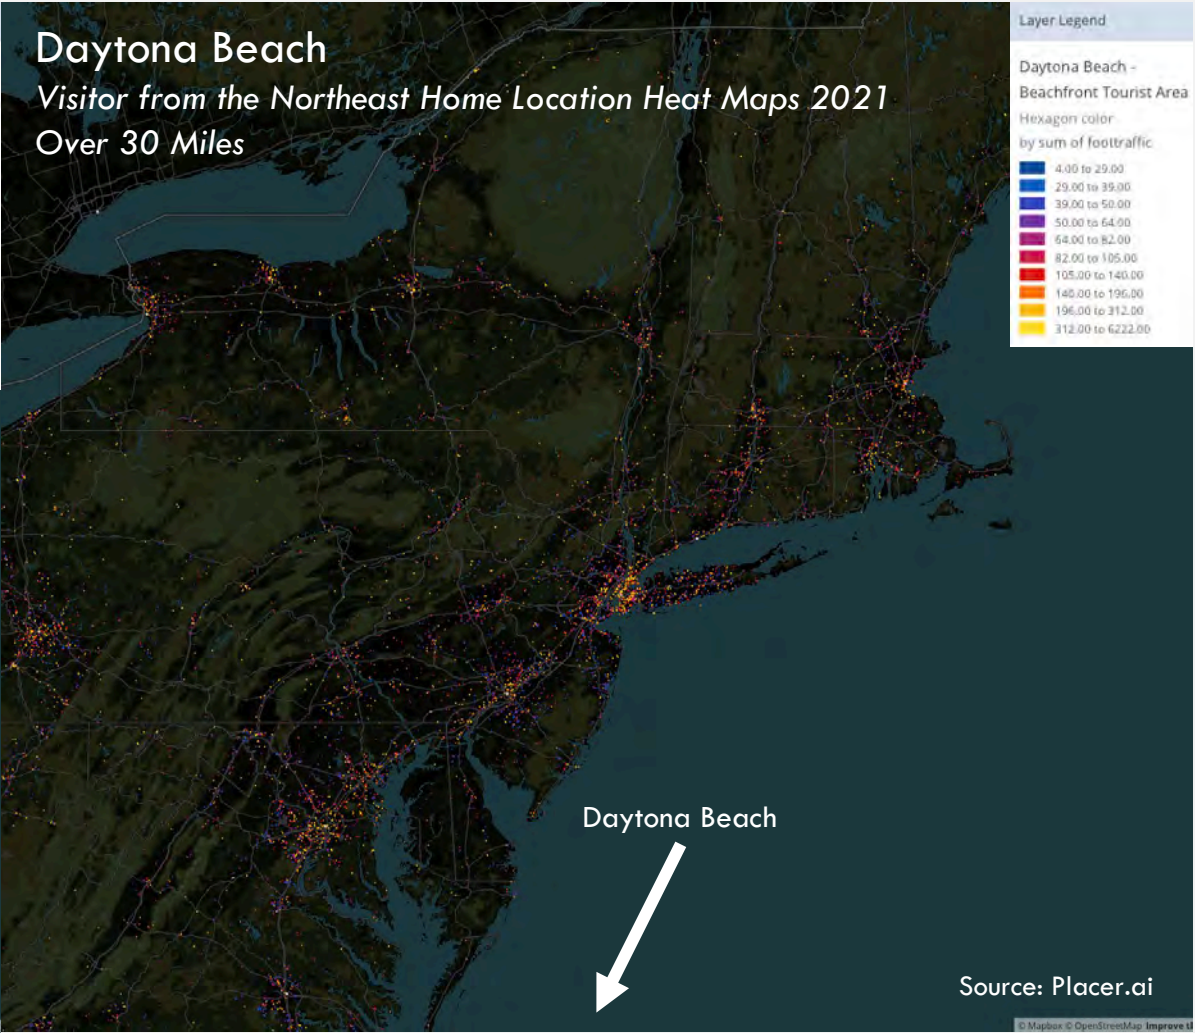 Daytona Beach
Visitor from the Northeast Home Location Heat Maps 2021
Over 30 Miles
Layer Legend
Daytona Beach -
Beachfront Tourist Area
Hexagon color
by sum of foottraffic
4.00 to 29.00
29.00 to 39.00
39.00 to 50.00
50.00 to 64.00
64.00 to 82.00
82.00 to 105.00
105.00 to 140.00
140.00 to 196.00
196.00 to 312.00
312.00 to 6222.00
Daytona Beach
Source: Placer.ai
© Mapbox © OpenStreetMap Improve t